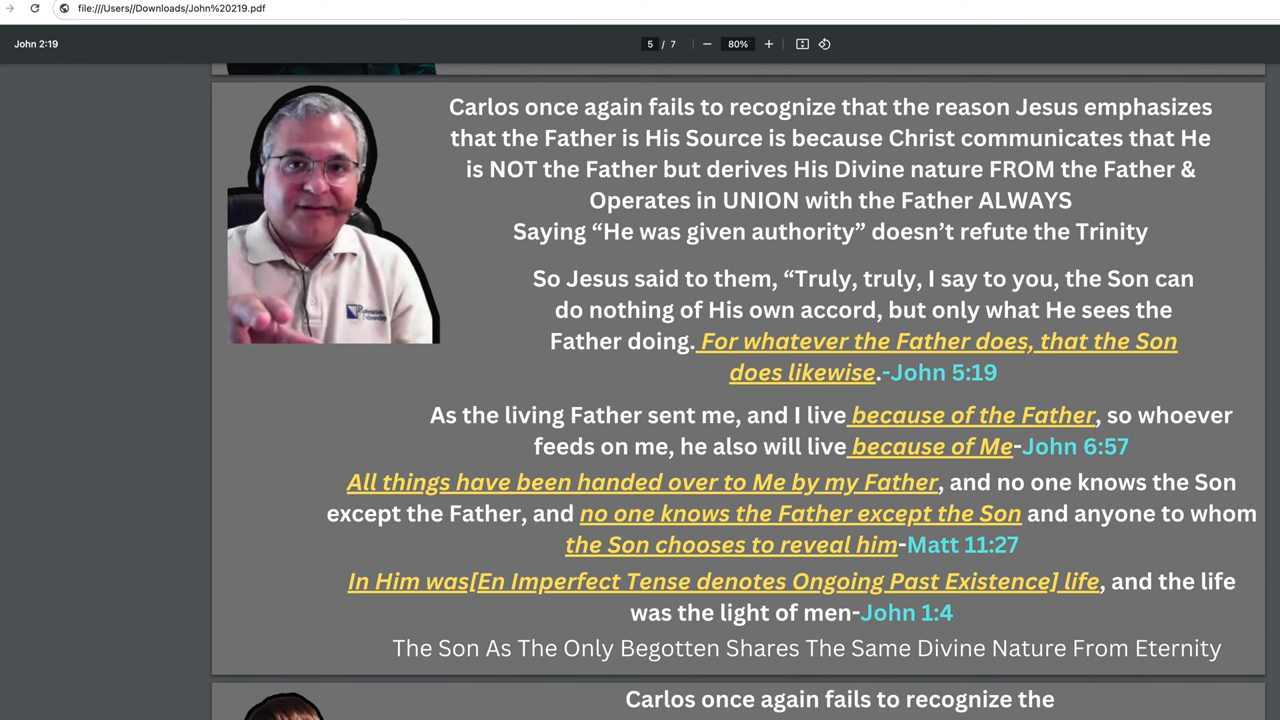 file:///Users//Downloads/John%20219.pdf
John 2:19
5 / 7
80%
Carlos once again fails to recognize that the reason Jesus emphasizes
that the Father is His Source is because Christ communicates that He
is NOT the Father but derives His Divine nature FROM the Father &
Operates in UNION with the Father ALWAYS
Saying “He was given authority” doesn’t refute the Trinity
So Jesus said to them, “Truly, truly, I say to you, the Son can
do nothing of His own accord, but only what He sees the
Father doing. For whatever the Father does, that the Son
does likewise.-John 5:19
As the living Father sent me, and I live because of the Father, so whoever
feeds on me, he also will live because of Me-John 6:57
All things have been handed over to Me by my Father, and no one knows the Son
except the Father, and no one knows the Father except the Son and anyone to whom
the Son chooses to reveal him-Matt 11:27
In Him was[En Imperfect Tense denotes Ongoing Past Existence] life, and the life
was the light of men-John 1:4
The Son As The Only Begotten Shares The Same Divine Nature From Eternity
Carlos once again fails to recognize the